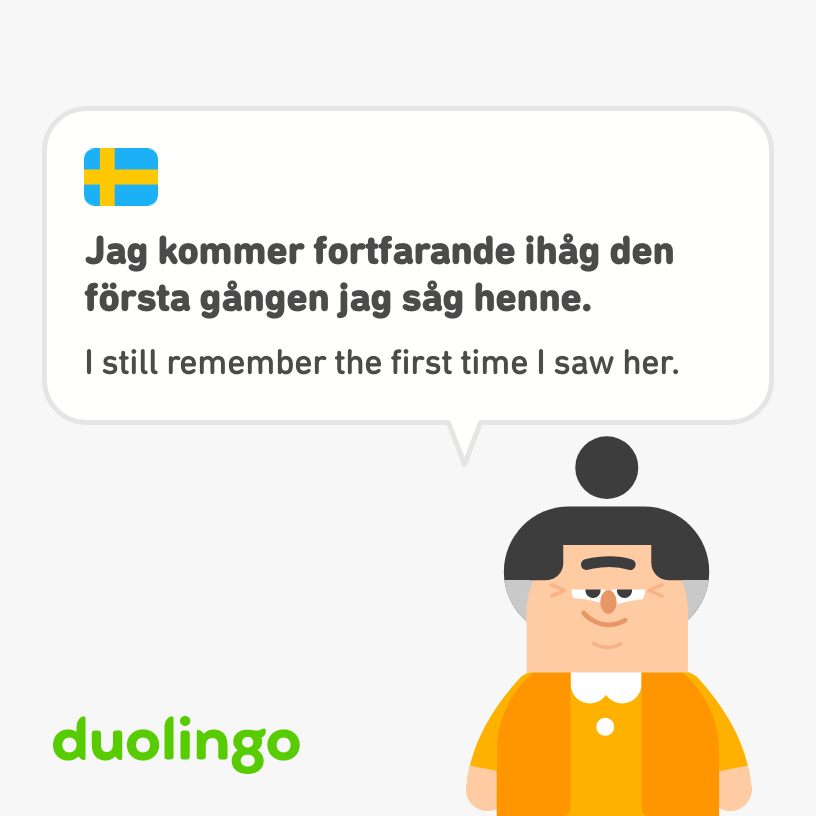 Jag kommer fortfarande ihåg den
första gången jag såg henne.
I still remember the first time I saw her.
duolingo